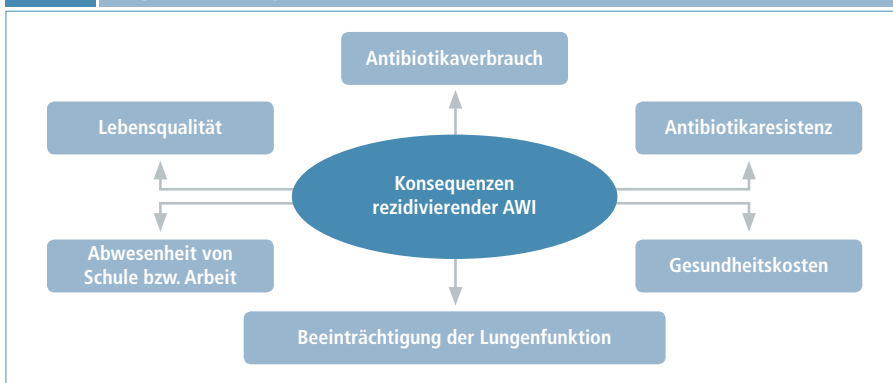 Antibiotikaverbrauch
Lebensqualität
Antibiotikaresistenz
Konsequenzen
rezidivierender AWI
Abwesenheit von
Schule bzw. Arbeit
Gesundheitskosten
Beeinträchtigung der Lungenfunktion